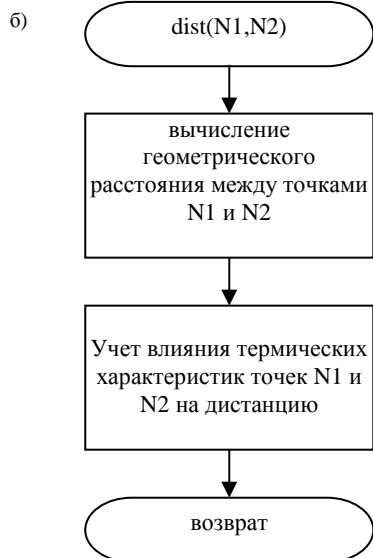 б)
dist(N1,N2)
вычисление
геометрического
расстояния между точками
N1 и N2
Учет влияния термических
характеристик точек N1 и
N2 на дистанцию
возврат